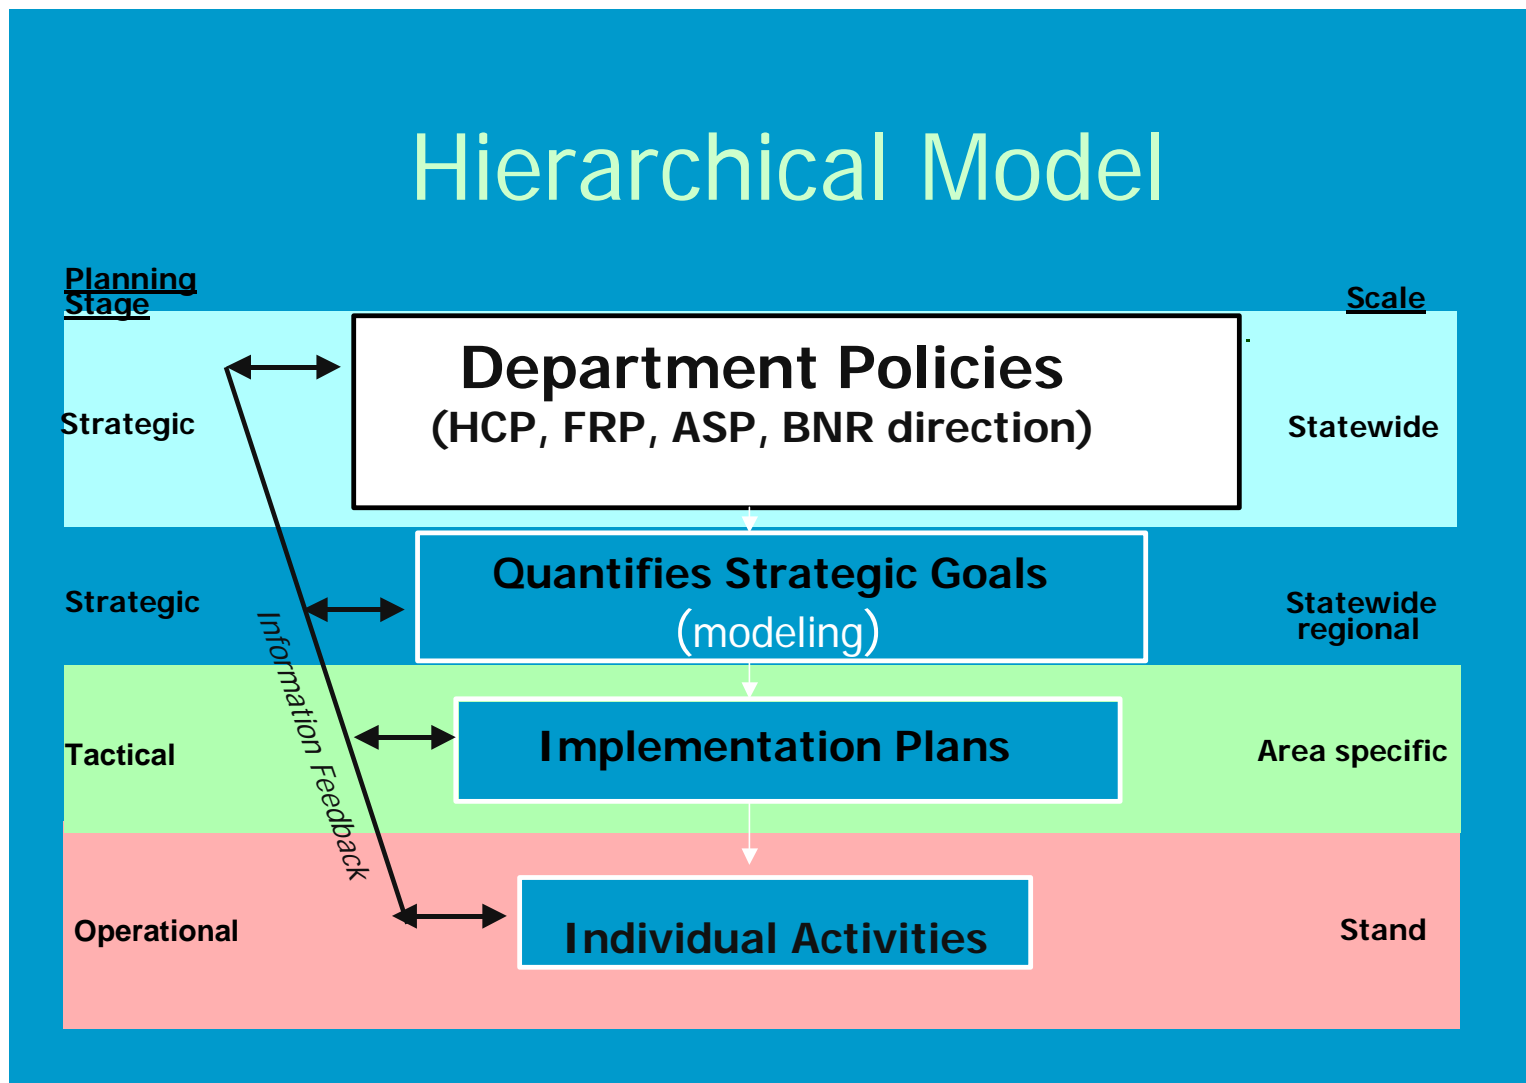 Hierarchical Model
Planning
Stage
Scale
Department Policies
(HCP, FRP, ASP, BNR direction)
Strategic
Statewide
Quantifies Strategic Goals
(modeling)
Strategic
Statewide
regional
Information Feedback
Implementation Plans
Tactical
Area specific
Individual Activities
Operational
Stand